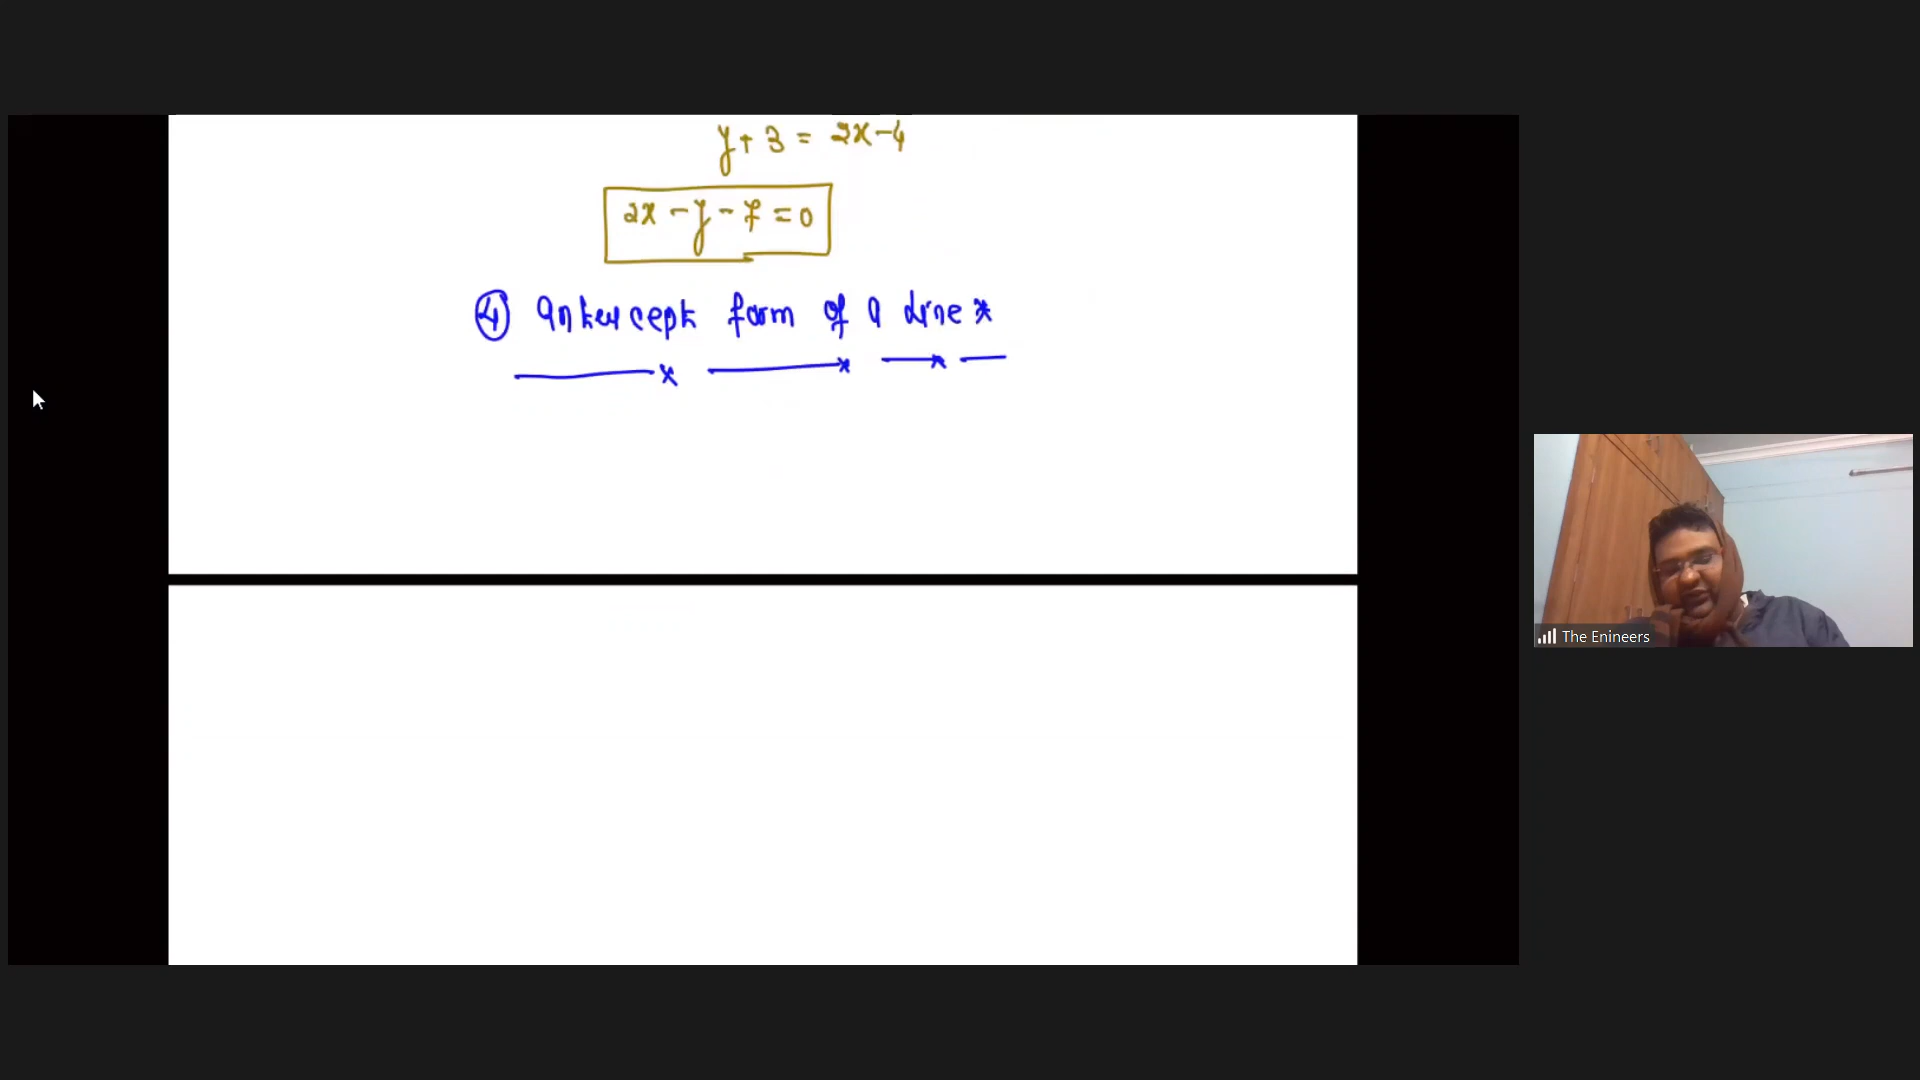 y + 3 = 2x - 4
2x - y - 7 = 0
④ Intercept form of a Line *
The Enineers